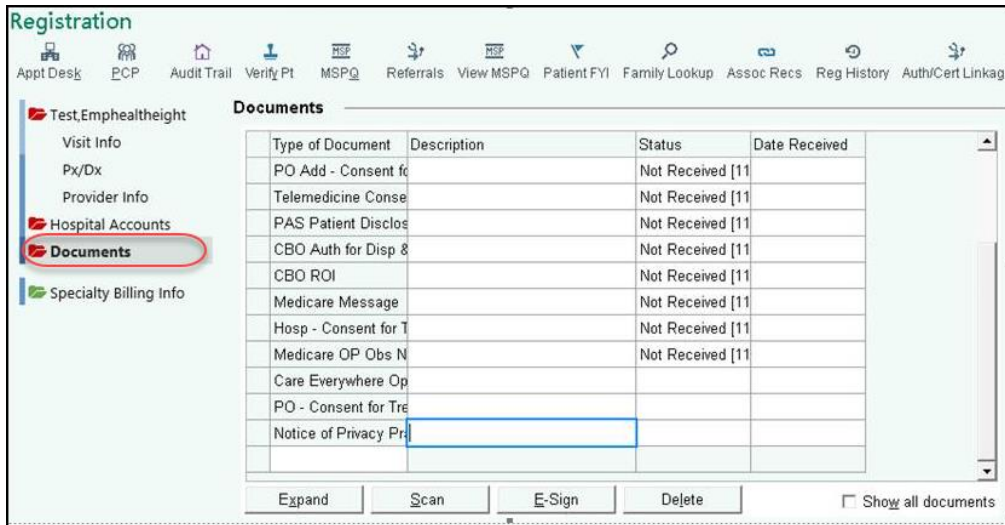 Registration
MSP MSP
Appt Desk PCP Audit Trail Verify Pt MSPQ Referrals View MSPQ Patient FYI Family Lookup Assoc Recs Reg History Auth/Cert Linkag
Test,Emphealtheight
Visit Info
Px/Dx
Provider Info
Hospital Accounts
Documents
Specialty Billing Info
Documents
Type of Document Description Status Date Received
PO Add - Consent fo Not Received [11
Telemedicine Conse Not Received [11
PAS Patient Disclos Not Received [11
CBO Auth for Disp & Not Received [11
CBO ROI Not Received [11
Medicare Message Not Received [11
Hosp - Consent for T Not Received [11
Medicare OP Obs N Not Received [11
Care Everywhere Op
PO - Consent for Tre
Notice of Privacy Pra
Expand Scan E-Sign Delete Show all documents